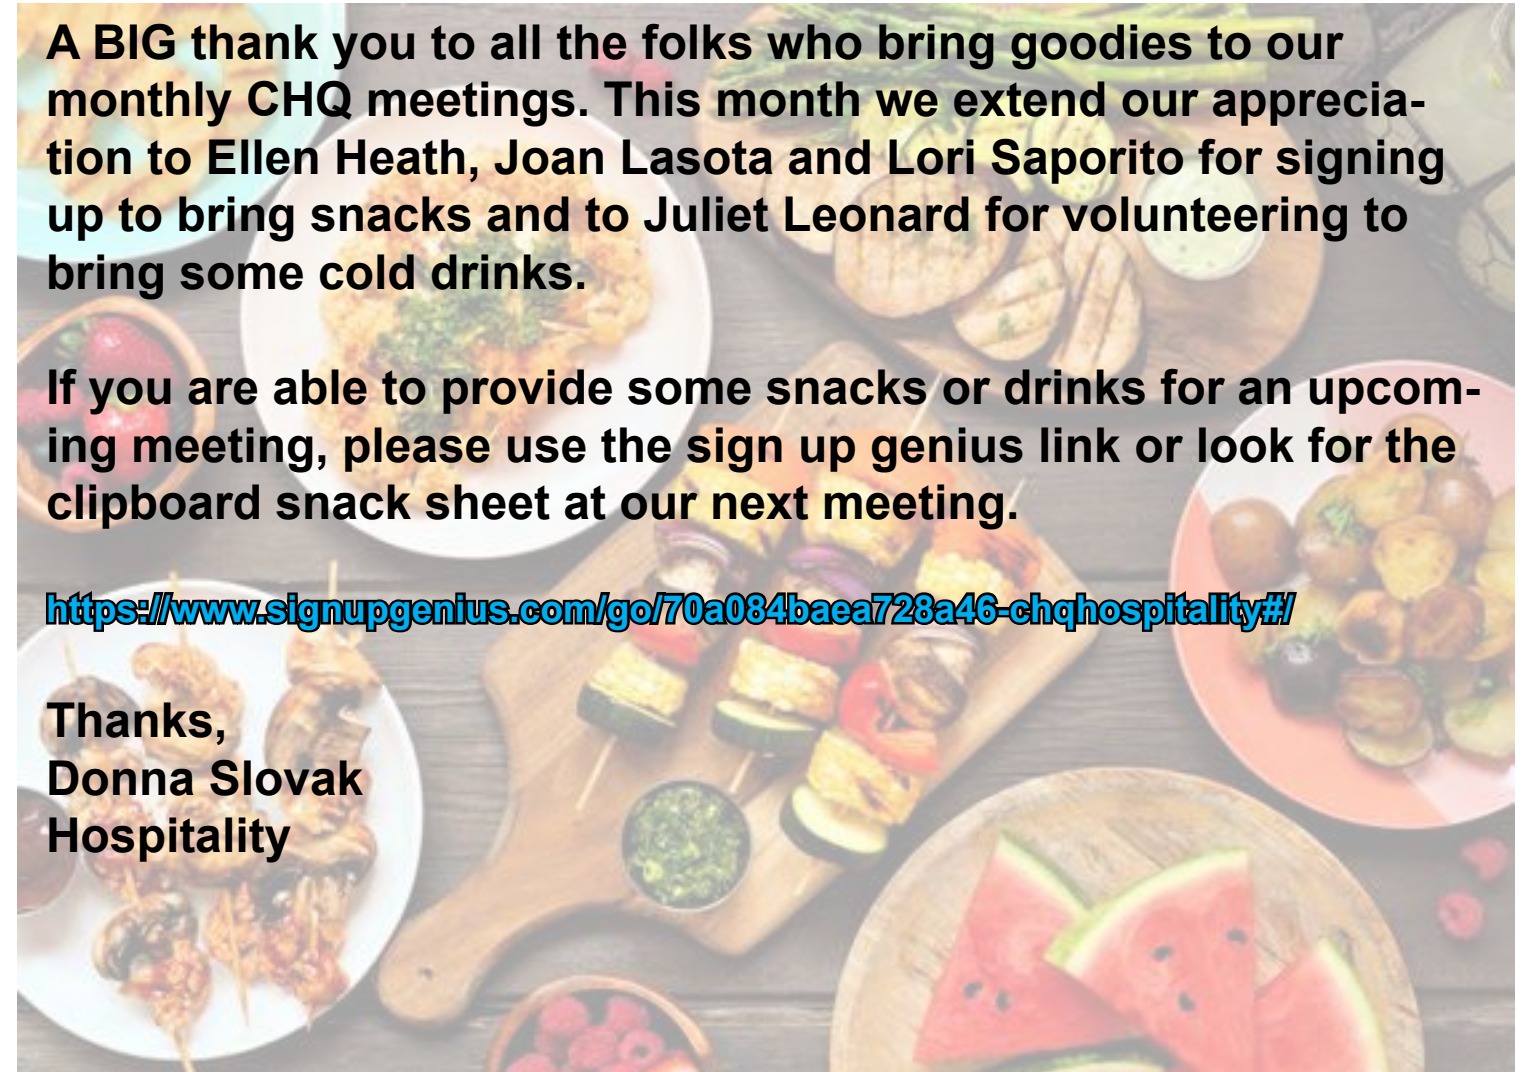 A BIG thank you to all the folks who bring goodies to our
monthly CHQ meetings. This month we extend our apprecia-
tion to Ellen Heath, Joan Lasota and Lori Saporito for signing
up to bring snacks and to Juliet Leonard for volunteering to
bring some cold drinks.
If you are able to provide some snacks or drinks for an upcom-
ing meeting, please use the sign up genius link or look for the
clipboard snack sheet at our next meeting.
https://www.signupgenius.com/go/70a084baea728a46-chqhospitality#/
Thanks,
Donna Slovak
Hospitality